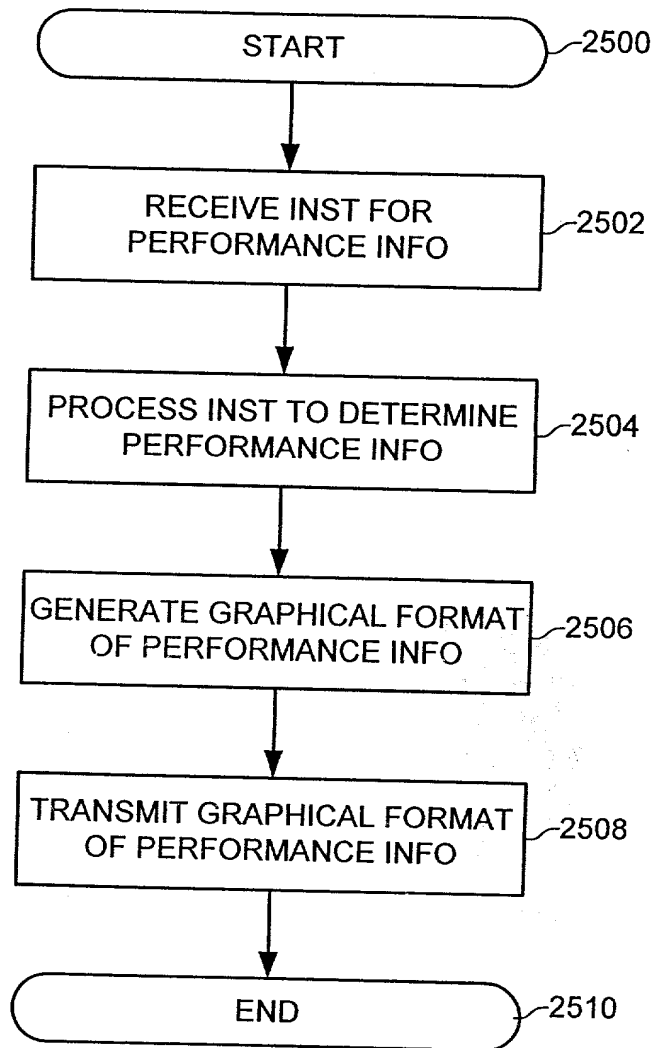 START
2500
RECEIVE INST FOR
PERFORMANCE INFO
2502
PROCESS INST TO DETERMINE
PERFORMANCE INFO
2504
GENERATE GRAPHICAL FORMAT
OF PERFORMANCE INFO
2506
TRANSMIT GRAPHICAL FORMAT
OF PERFORMANCE INFO
2508
END
2510